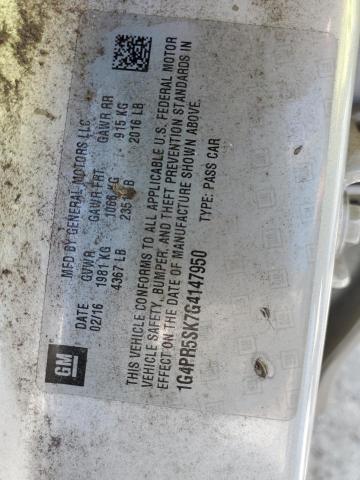 MFD BY GENERAL MOTORS LLC
DATE GVWR GAWR FRT GAWR RR
02/16 1981 KG 1066 KG 915 KG
4367 LB 2351 LB 2016 LB
THIS VEHICLE CONFORMS TO ALL APPLICABLE U.S. FEDERAL MOTOR
VEHICLE SAFETY, BUMPER, AND THEFT PREVENTION STANDARDS IN
EFFECT ON THE DATE OF MANUFACTURE SHOWN ABOVE.
1G4PR5SK7G4147950 TYPE: PASS CAR
GM